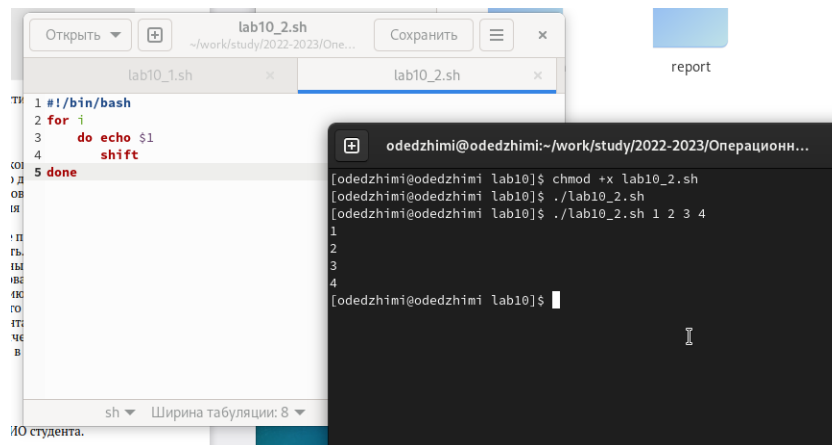 Открыть
lab10_2.sh
~/work/study/2022-2023/Опе...
Сохранить
lab10_1.sh
lab10_2.sh
1 #!/bin/bash
2 for i
3     do echo $1
4        shift
5 done
sh
Ширина табуляции: 8
report
odedzhimi@odedzhimi:~/work/study/2022-2023/Операционн...
[odedzhimi@odedzhimi lab10]$ chmod +x lab10_2.sh
[odedzhimi@odedzhimi lab10]$ ./lab10_2.sh
[odedzhimi@odedzhimi lab10]$ ./lab10_2.sh 1 2 3 4
1
2
3
4
[odedzhimi@odedzhimi lab10]$
ИО студента.